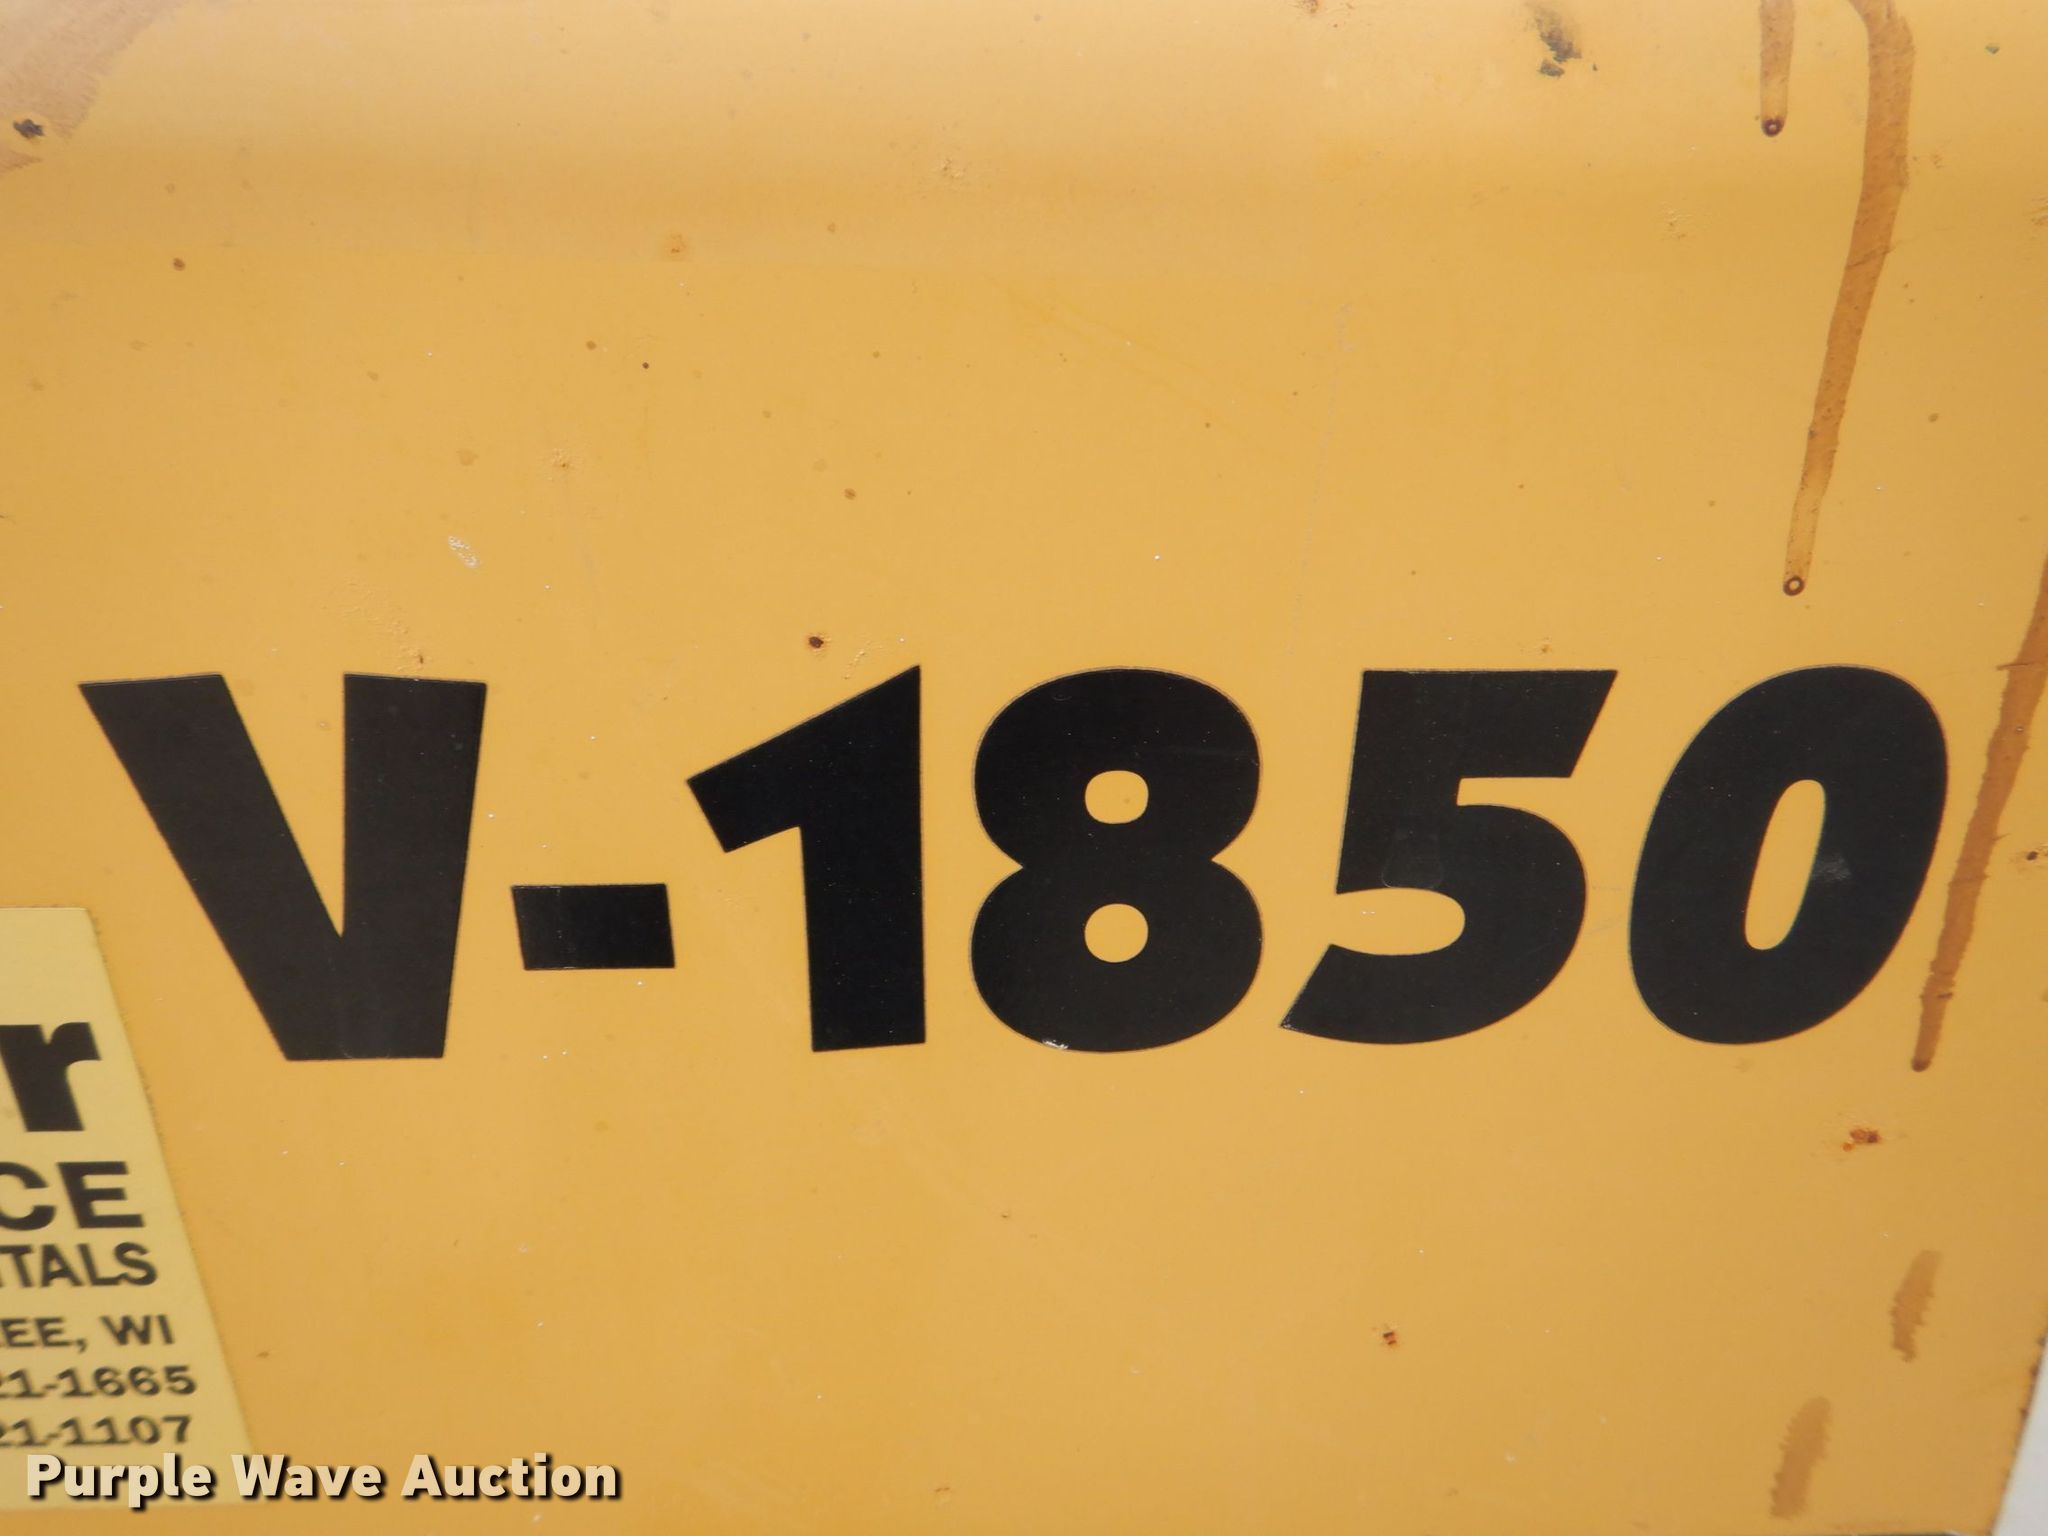 V-1850
r
CE
TALS
EE, WI
21-1665
21-1107
Purple Wave Auction